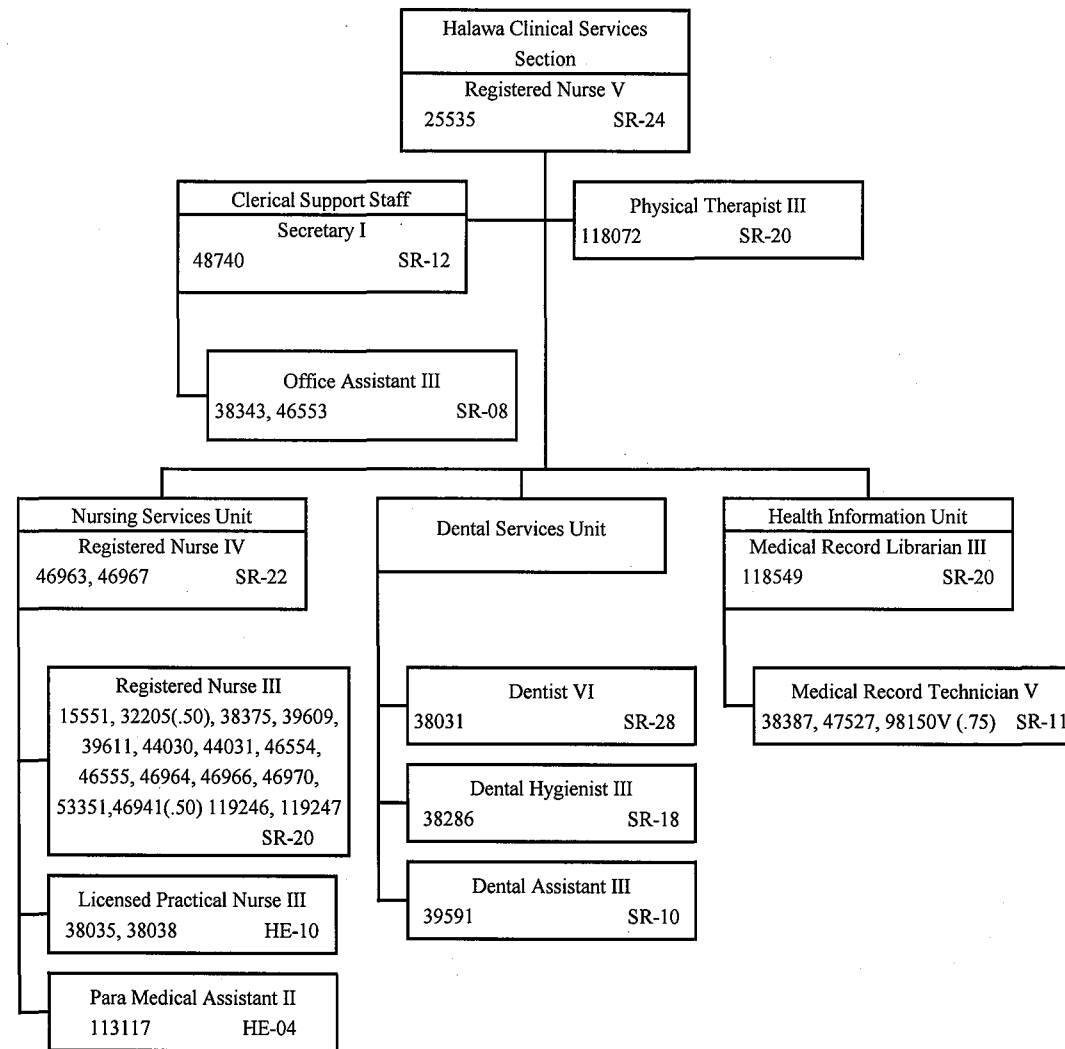 Halawa Clinical Services
Section
Registered Nurse V
25535 SR-24
Clerical Support Staff
Secretary I
48740 SR-12
Physical Therapist III
118072 SR-20
Office Assistant III
38343, 46553 SR-08
Nursing Services Unit
Registered Nurse IV
46963, 46967 SR-22
Registered Nurse III
15551, 32205(.50), 38375, 39609,
39611, 44030, 44031, 46554,
46555, 46964, 46966, 46970,
53351,46941(.50) 119246, 119247
SR-20
Licensed Practical Nurse III
38035, 38038 HE-10
Para Medical Assistant II
113117 HE-04
Dental Services Unit
Dentist VI
38031 SR-28
Dental Hygienist III
38286 SR-18
Dental Assistant III
39591 SR-10
Health Information Unit
Medical Record Librarian III
118549 SR-20
Medical Record Technician V
38387, 47527, 98150V (.75) SR-11